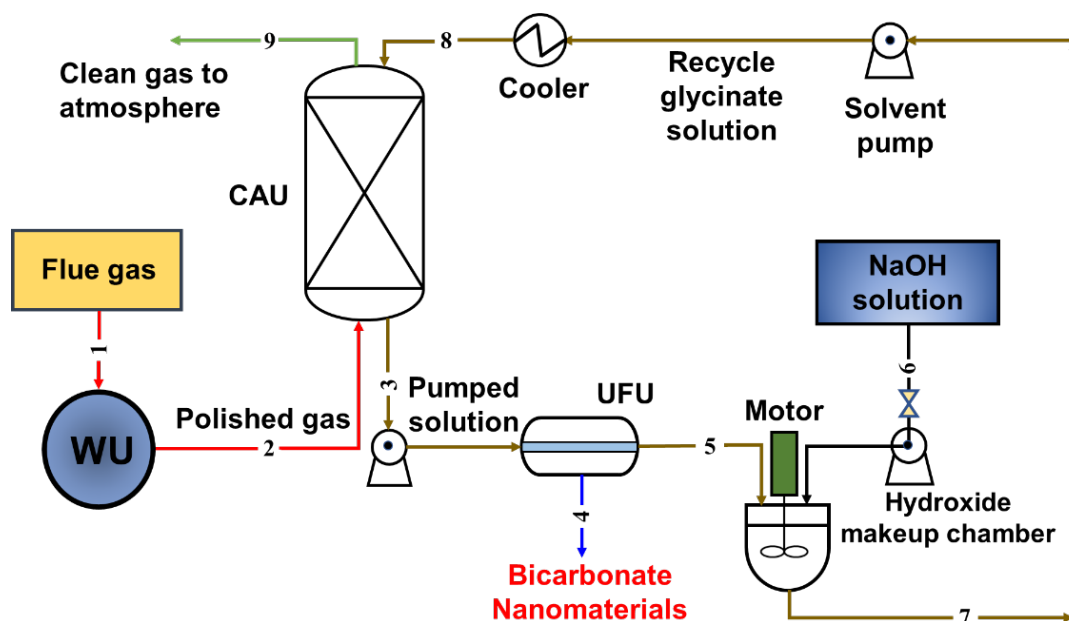 9
8
Clean gas to
atmosphere
Cooler
Recycle
glycinate
solution
Solvent
pump
CAU
Flue gas
NaOH
solution
1
3
6
Pumped
solution
UFU
Motor
Polished gas
2
WU
5
Hydroxide
makeup chamber
4
Bicarbonate
Nanomaterials
7